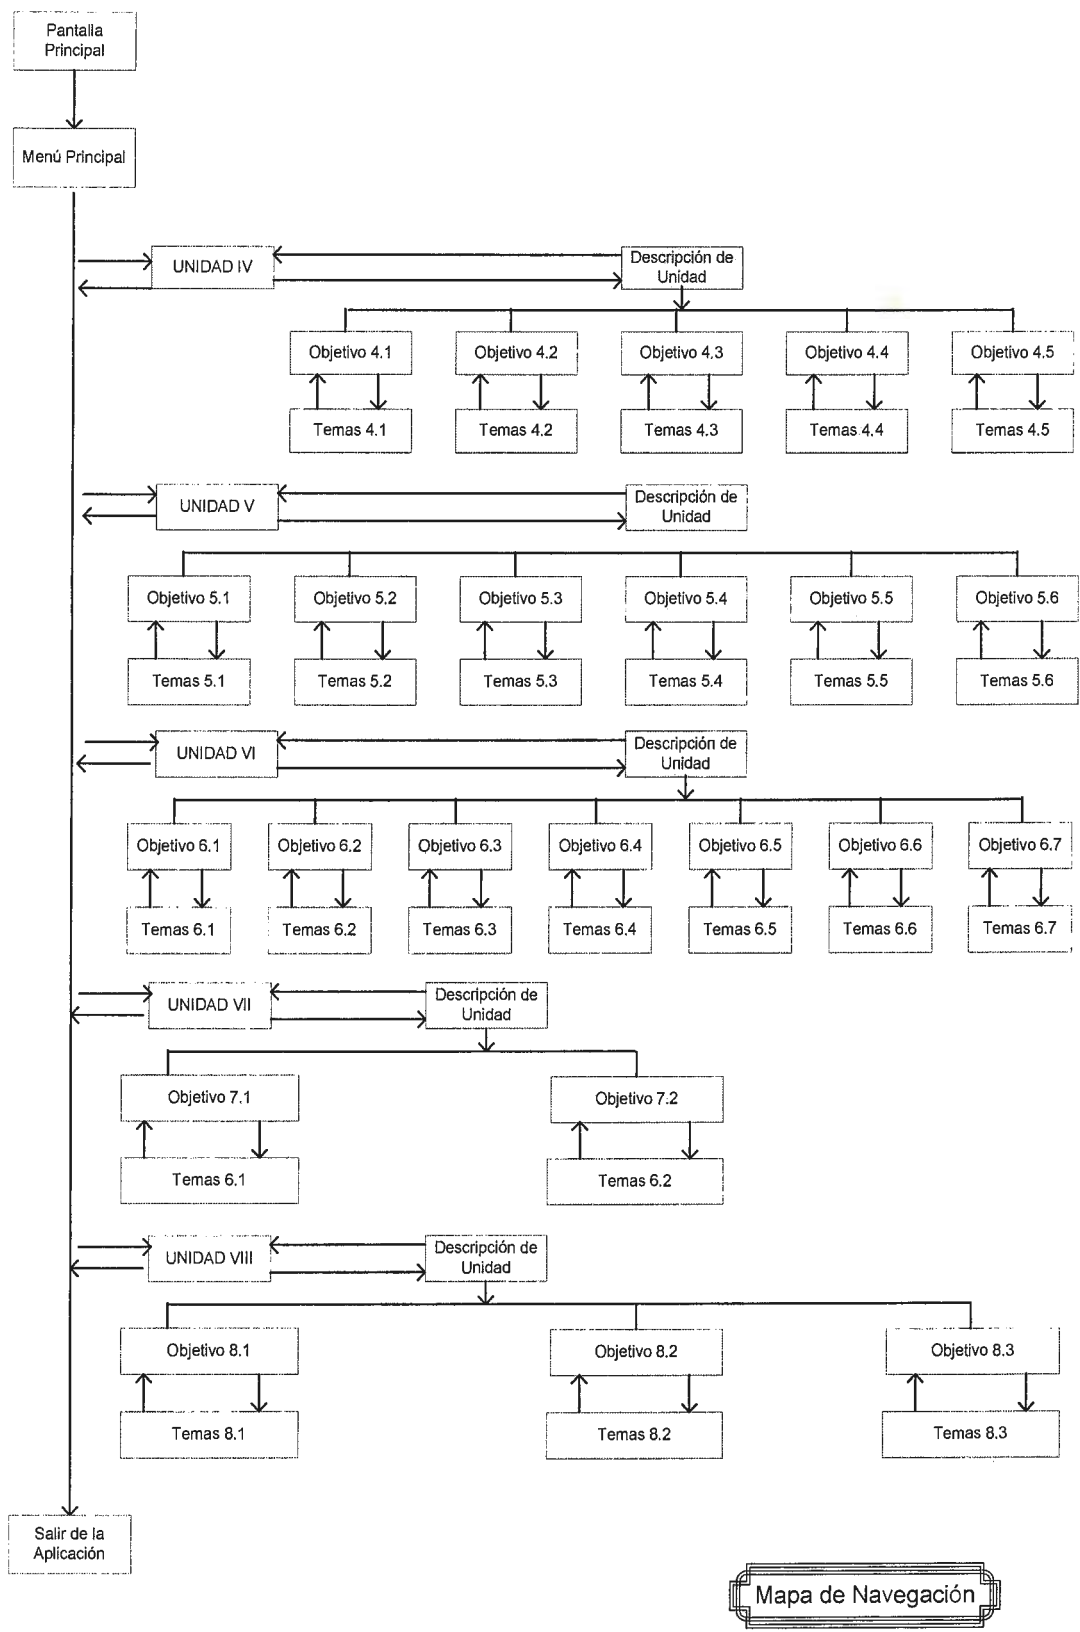 Pantalla
Principal
Menú Principal
UNIDAD IV
Descripción de
Unidad
Objetivo 4.1
Objetivo 4.2
Objetivo 4.3
Objetivo 4.4
Objetivo 4.5
Temas 4.1
Temas 4.2
Temas 4.3
Temas 4.4
Temas 4.5
UNIDAD V
Descripción de
Unidad
Objetivo 5.1
Objetivo 5.2
Objetivo 5.3
Objetivo 5.4
Objetivo 5.5
Objetivo 5.6
Temas 5.1
Temas 5.2
Temas 5.3
Temas 5.4
Temas 5.5
Temas 5.6
UNIDAD VI
Descripción de
Unidad
Objetivo 6.1
Objetivo 6.2
Objetivo 6.3
Objetivo 6.4
Objetivo 6.5
Objetivo 6.6
Objetivo 6.7
Temas 6.1
Temas 6.2
Temas 6.3
Temas 6.4
Temas 6.5
Temas 6.6
Temas 6.7
UNIDAD VII
Descripción de
Unidad
Objetivo 7.1
Objetivo 7.2
Temas 6.1
Temas 6.2
UNIDAD VIII
Descripción de
Unidad
Objetivo 8.1
Objetivo 8.2
Objetivo 8.3
Temas 8.1
Temas 8.2
Temas 8.3
Salir de la
Aplicación
Mapa de Navegación